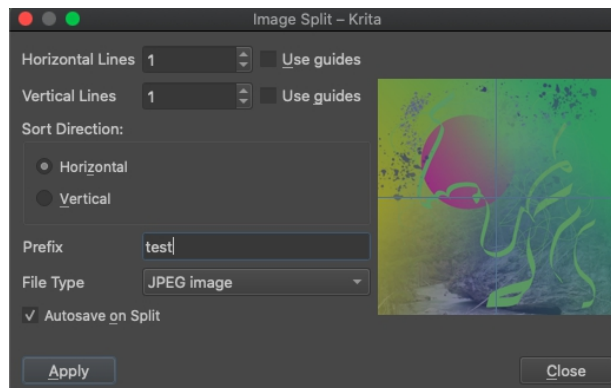 Image Split – Krita
Horizontal Lines 1 Use guides
Vertical Lines 1 Use guides
Sort Direction:
Horizontal
Vertical
Prefix test
File Type JPEG image
Autosave on Split
Apply Close